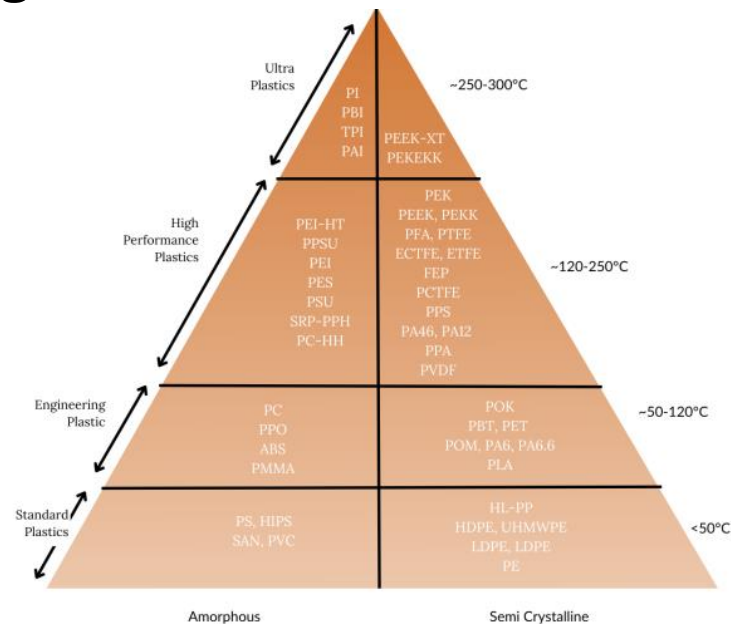 Ultra
Plastics
~250-300°C
PI
PBI
TPI
PAI
PEEK-XT
PEKEKK
High
Performance
Plastics
~120-250°C
PEI-HT
PPSU
PEI
PES
PSU
SRP-PPH
PC-HH
PEK
PEEK, PEKK
PFA, PTFE
ECTFE, ETFE
FEP
PCTFE
PPS
PA46, PA12
PPA
PVDF
Engineering
Plastic
~50-120°C
PC
PPO
ABS
PMMA
POK
PBT, PET
POM, PA6, PA6.6
PLA
Standard
Plastics
<50°C
PS, HIPS
SAN, PVC
HL-PP
HDPE, UHMWPE
LDPE, LDPE
PE
Amorphous
Semi Crystalline